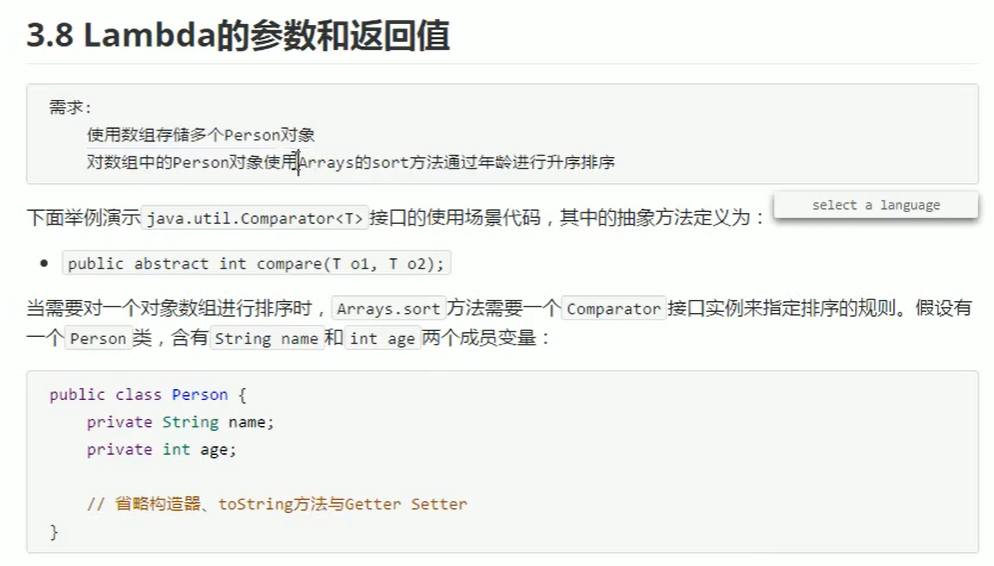 3.8 Lambda的参数和返回值
需求:
使用数组存储多个Person对象
对数组中的Person对象使用Arrays的sort方法通过年龄进行升序排序
下面举例演示java.util.Comparator<T>接口的使用场景代码，其中的抽象方法定义为：
select a language
• public abstract int compare(T o1, T o2);
当需要对一个对象数组进行排序时，Arrays.sort方法需要一个Comparator接口实例来指定排序的规则。假设有
一个Person类，含有String name和int age两个成员变量：
public class Person {
    private String name;
    private int age;
    // 省略构造器、toString方法与Getter Setter
}